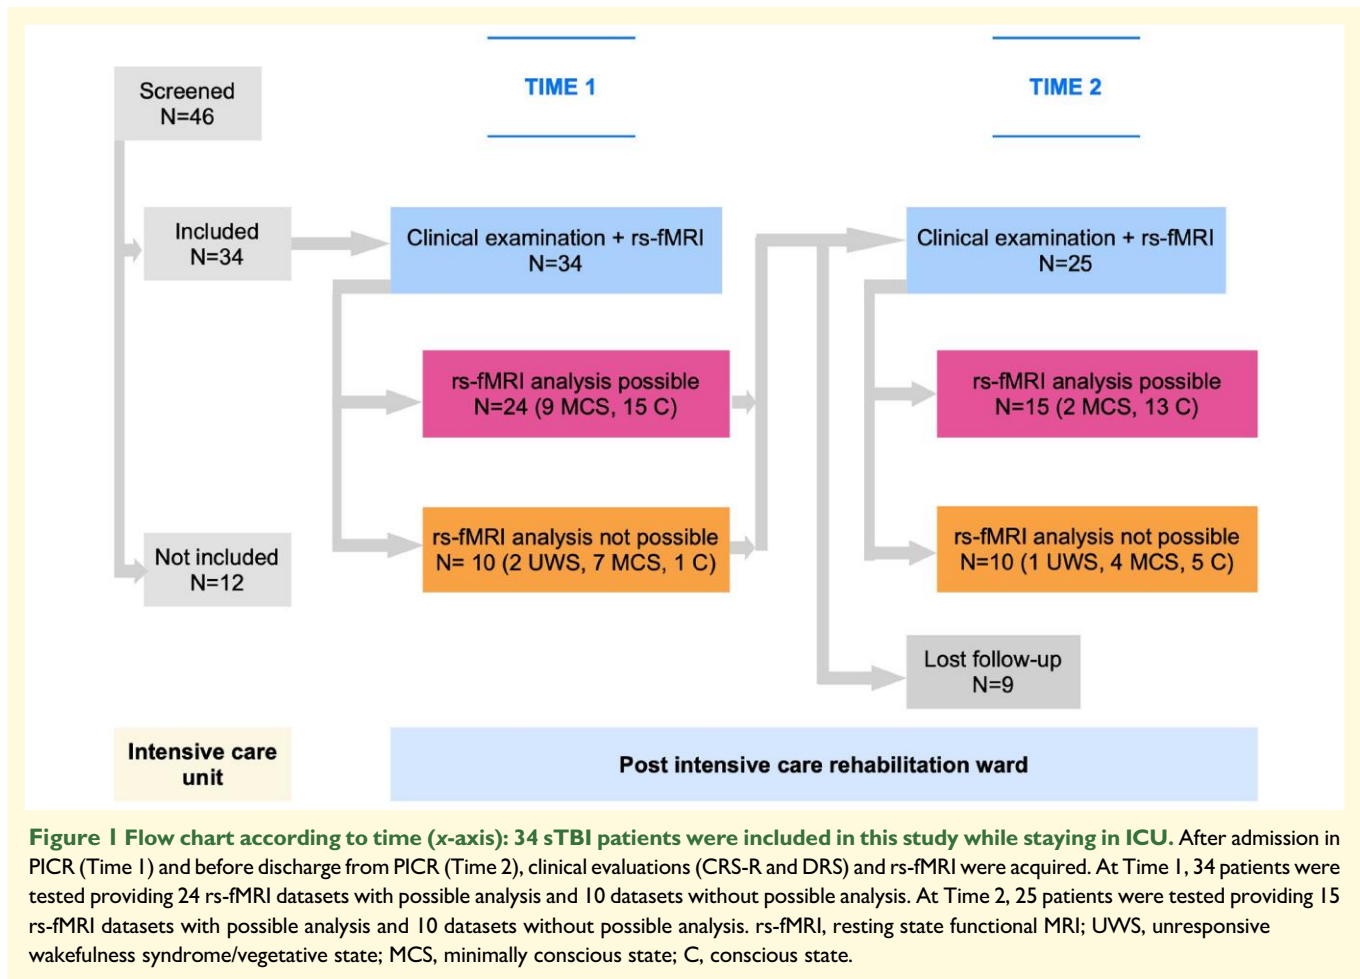 Screened
N=46
TIME 1
TIME 2
Included
N=34
Clinical examination + rs-fMRI
N=34
Clinical examination + rs-fMRI
N=25
rs-fMRI analysis possible
N=24 (9 MCS, 15 C)
rs-fMRI analysis possible
N=15 (2 MCS, 13 C)
Not included
N=12
rs-fMRI analysis not possible
N= 10 (2 UWS, 7 MCS, 1 C)
rs-fMRI analysis not possible
N=10 (1 UWS, 4 MCS, 5 C)
Lost follow-up
N=9
Intensive care
unit
Post intensive care rehabilitation ward
Figure 1 Flow chart according to time (x-axis): 34 sTBI patients were included in this study while staying in ICU. After admission in
PICR (Time 1) and before discharge from PICR (Time 2), clinical evaluations (CRS-R and DRS) and rs-fMRI were acquired. At Time 1, 34 patients were
tested providing 24 rs-fMRI datasets with possible analysis and 10 datasets without possible analysis. At Time 2, 25 patients were tested providing 15
rs-fMRI datasets with possible analysis and 10 datasets without possible analysis. rs-fMRI, resting state functional MRI; UWS, unresponsive
wakefulness syndrome/vegetative state; MCS, minimally conscious state; C, conscious state.